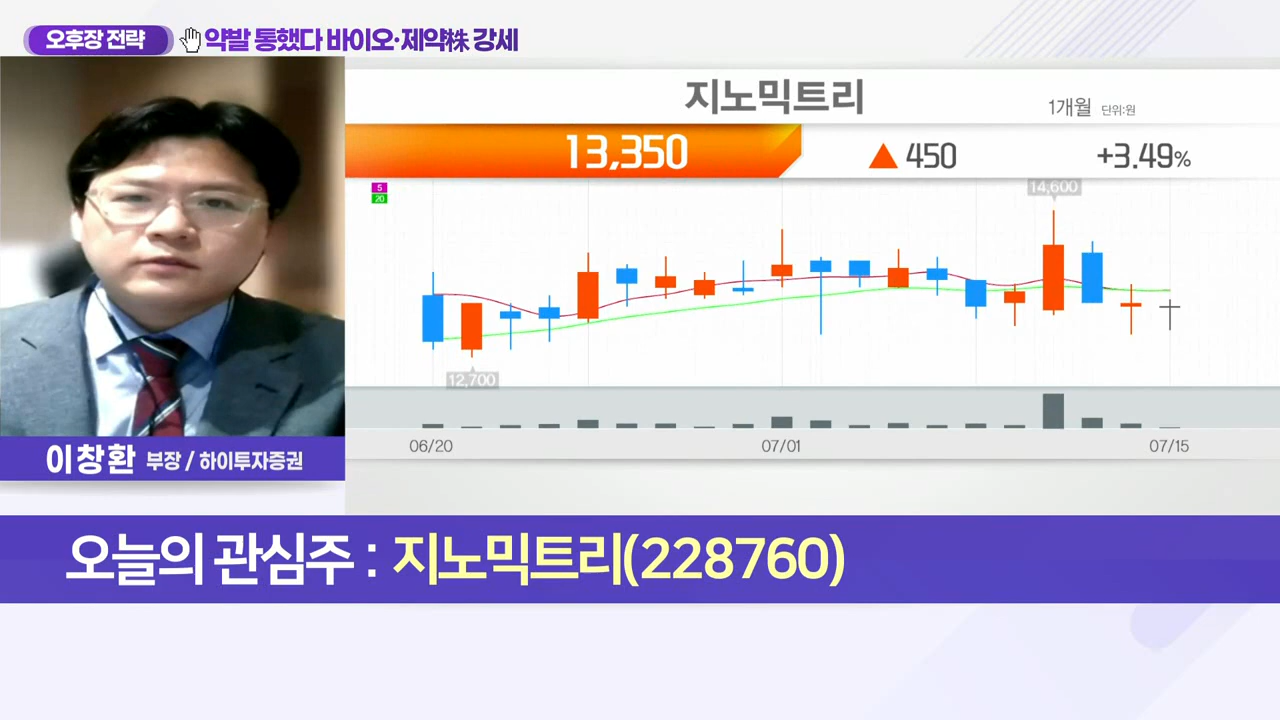 오후장 전략 약발 통했다 바이오·제약株 강세
지노믹트리 1개월 단위:원
13,350 ▲ 450 +3.49%
5
20
14,600
12,700
06/20 07/01 07/15
이창환 부장 / 하이투자증권
오늘의 관심주 : 지노믹트리(228760)